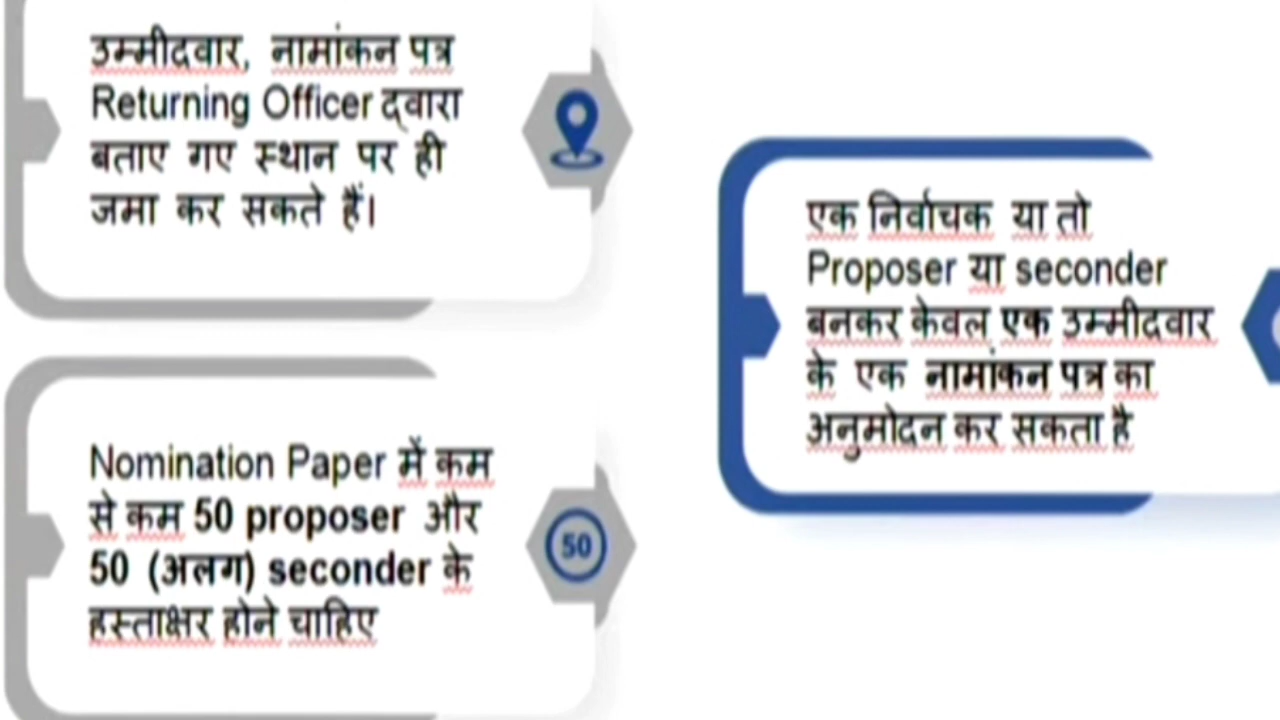 उम्मीदवार, नामांकन पत्र
Returning Officer द्वारा
बताए गए स्थान पर ही
जमा कर सकते हैं।
Nomination Paper में कम
से कम 50 proposer और
50 (अलग) seconder के
हस्ताक्षर होने चाहिए
50
एक निर्वाचक या तो
Proposer या seconder
बनकर केवल एक उम्मीदवार
के एक नामांकन पत्र का
अनुमोदन कर सकता है